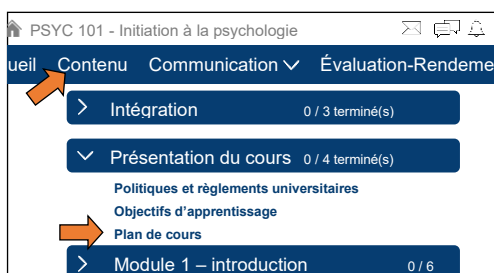 PSYC 101 - Initiation à la psychologie
ueil Contenu Communication Évaluation-Rendeme
Intégration 0 / 3 terminé(s)
Présentation du cours 0 / 4 terminé(s)
Politiques et règlements universitaires
Objectifs d'apprentissage
Plan de cours
Module 1 – introduction 0 / 6